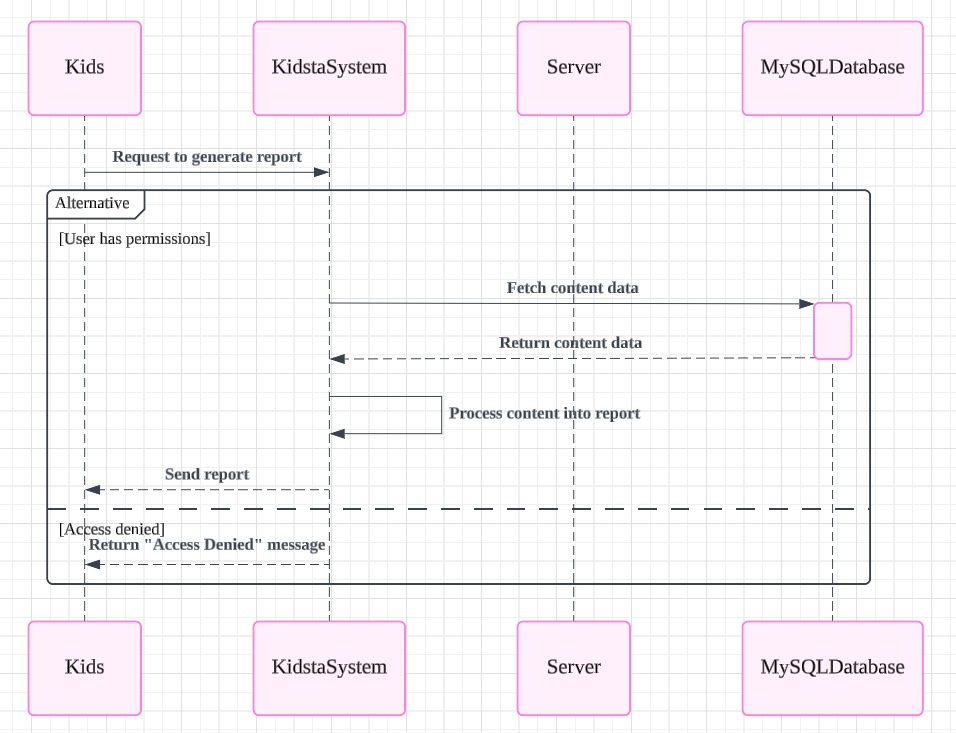 Kids
KidstaSystem
Server
MySQLDatabase
Request to generate report
Alternative
[User has permissions]
Fetch content data
Return content data
Process content into report
Send report
[Access denied]
Return "Access Denied" message
Kids
KidstaSystem
Server
MySQLDatabase